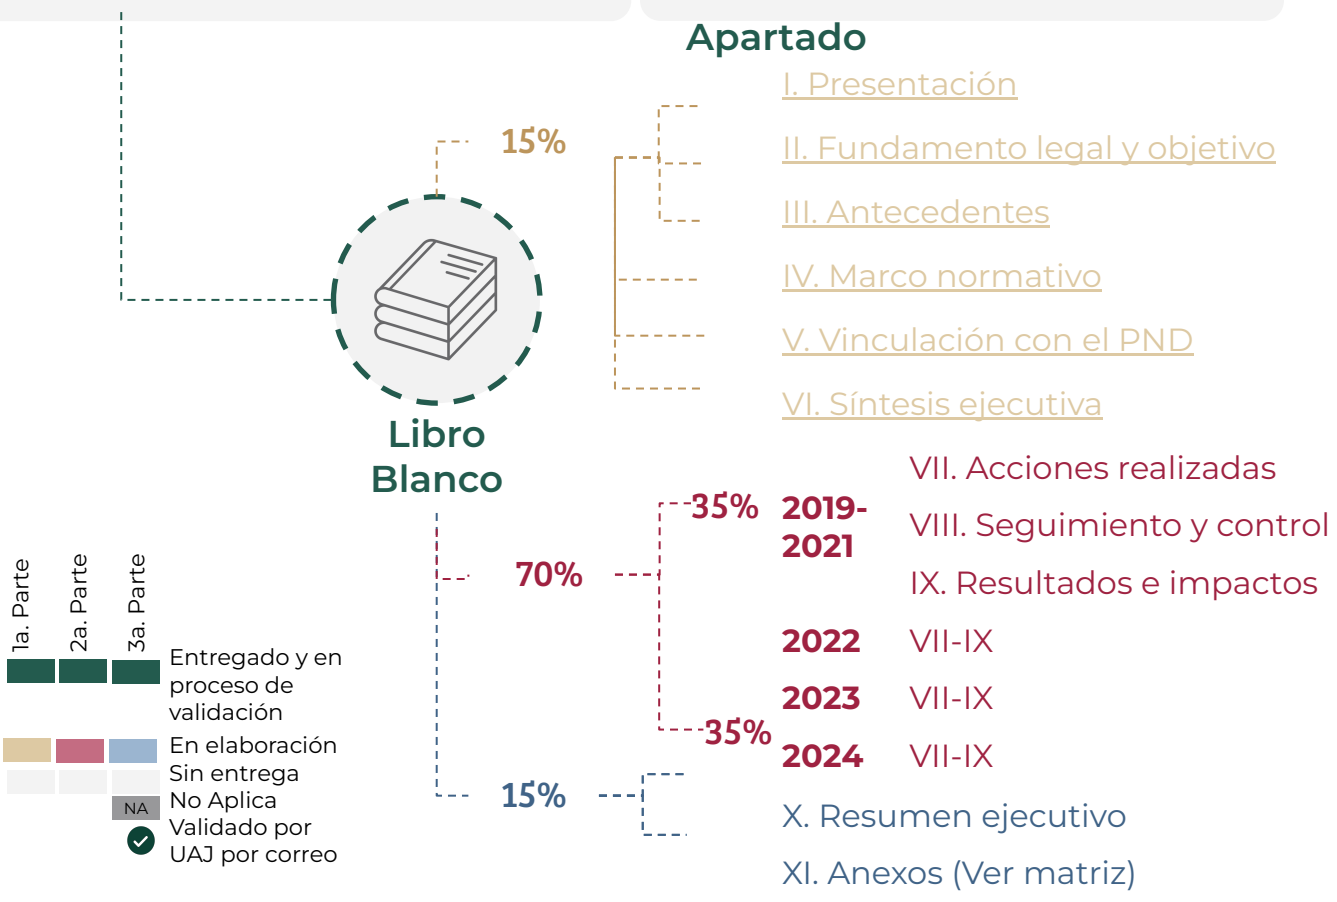 Apartado
15%
I. Presentación
II. Fundamento legal y objetivo
III. Antecedentes
IV. Marco normativo
V. Vinculación con el PND
VI. Síntesis ejecutiva
Libro
Blanco
70%
35%
2019-
2021
VII. Acciones realizadas
VIII. Seguimiento y control
IX. Resultados e impactos
2022 VII-IX
2023 VII-IX
35%
2024 VII-IX
15%
X. Resumen ejecutivo
XI. Anexos (Ver matriz)
1a. Parte
2a. Parte
3a. Parte
Entregado y en
proceso de
validación
En elaboración
Sin entrega
NA No Aplica
Validado por
UAJ por correo